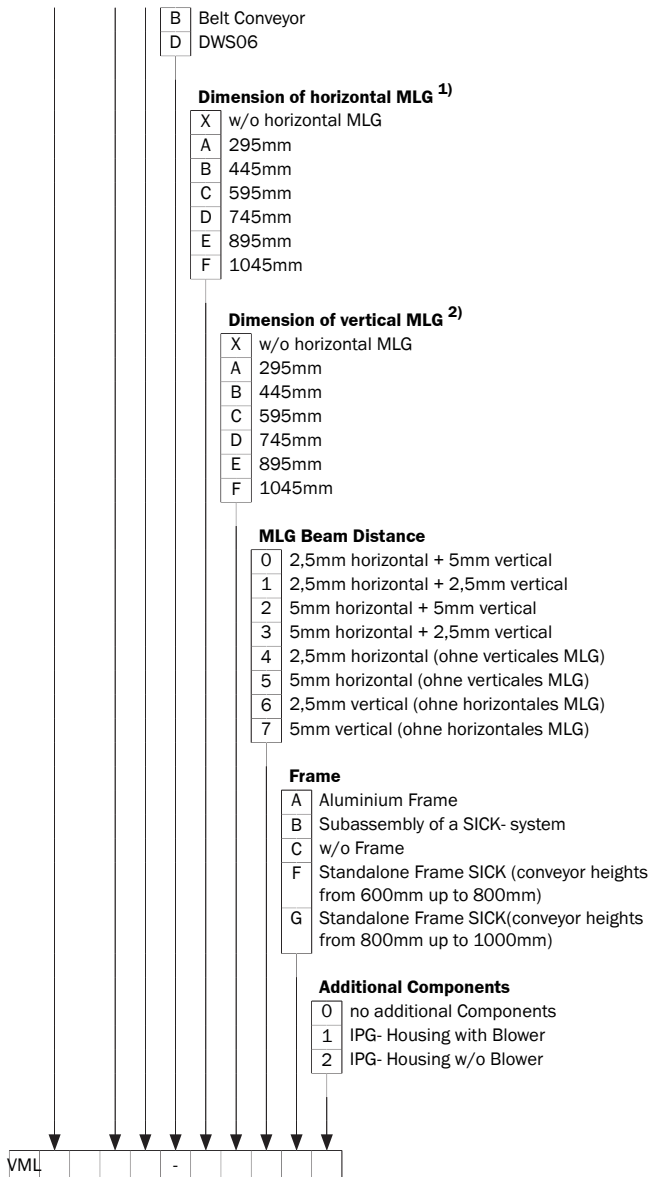 B Belt Conveyor
D DWS06
Dimension of horizontal MLG 1)
X w/o horizontal MLG
A 295mm
B 445mm
C 595mm
D 745mm
E 895mm
F 1045mm
Dimension of vertical MLG 2)
X w/o horizontal MLG
A 295mm
B 445mm
C 595mm
D 745mm
E 895mm
F 1045mm
MLG Beam Distance
0 2,5mm horizontal + 5mm vertical
1 2,5mm horizontal + 2,5mm vertical
2 5mm horizontal + 5mm vertical
3 5mm horizontal + 2,5mm vertical
4 2,5mm horizontal (ohne verticales MLG)
5 5mm horizontal (ohne verticales MLG)
6 2,5mm vertical (ohne horizontales MLG)
7 5mm vertical (ohne horizontales MLG)
Frame
A Aluminium Frame
B Subassembly of a SICK- system
C w/o Frame
F Standalone Frame SICK (conveyor heights
from 600mm up to 800mm)
G Standalone Frame SICK(conveyor heights
from 800mm up to 1000mm)
Additional Components
0 no additional Components
1 IPG- Housing with Blower
2 IPG- Housing w/o Blower
VML -